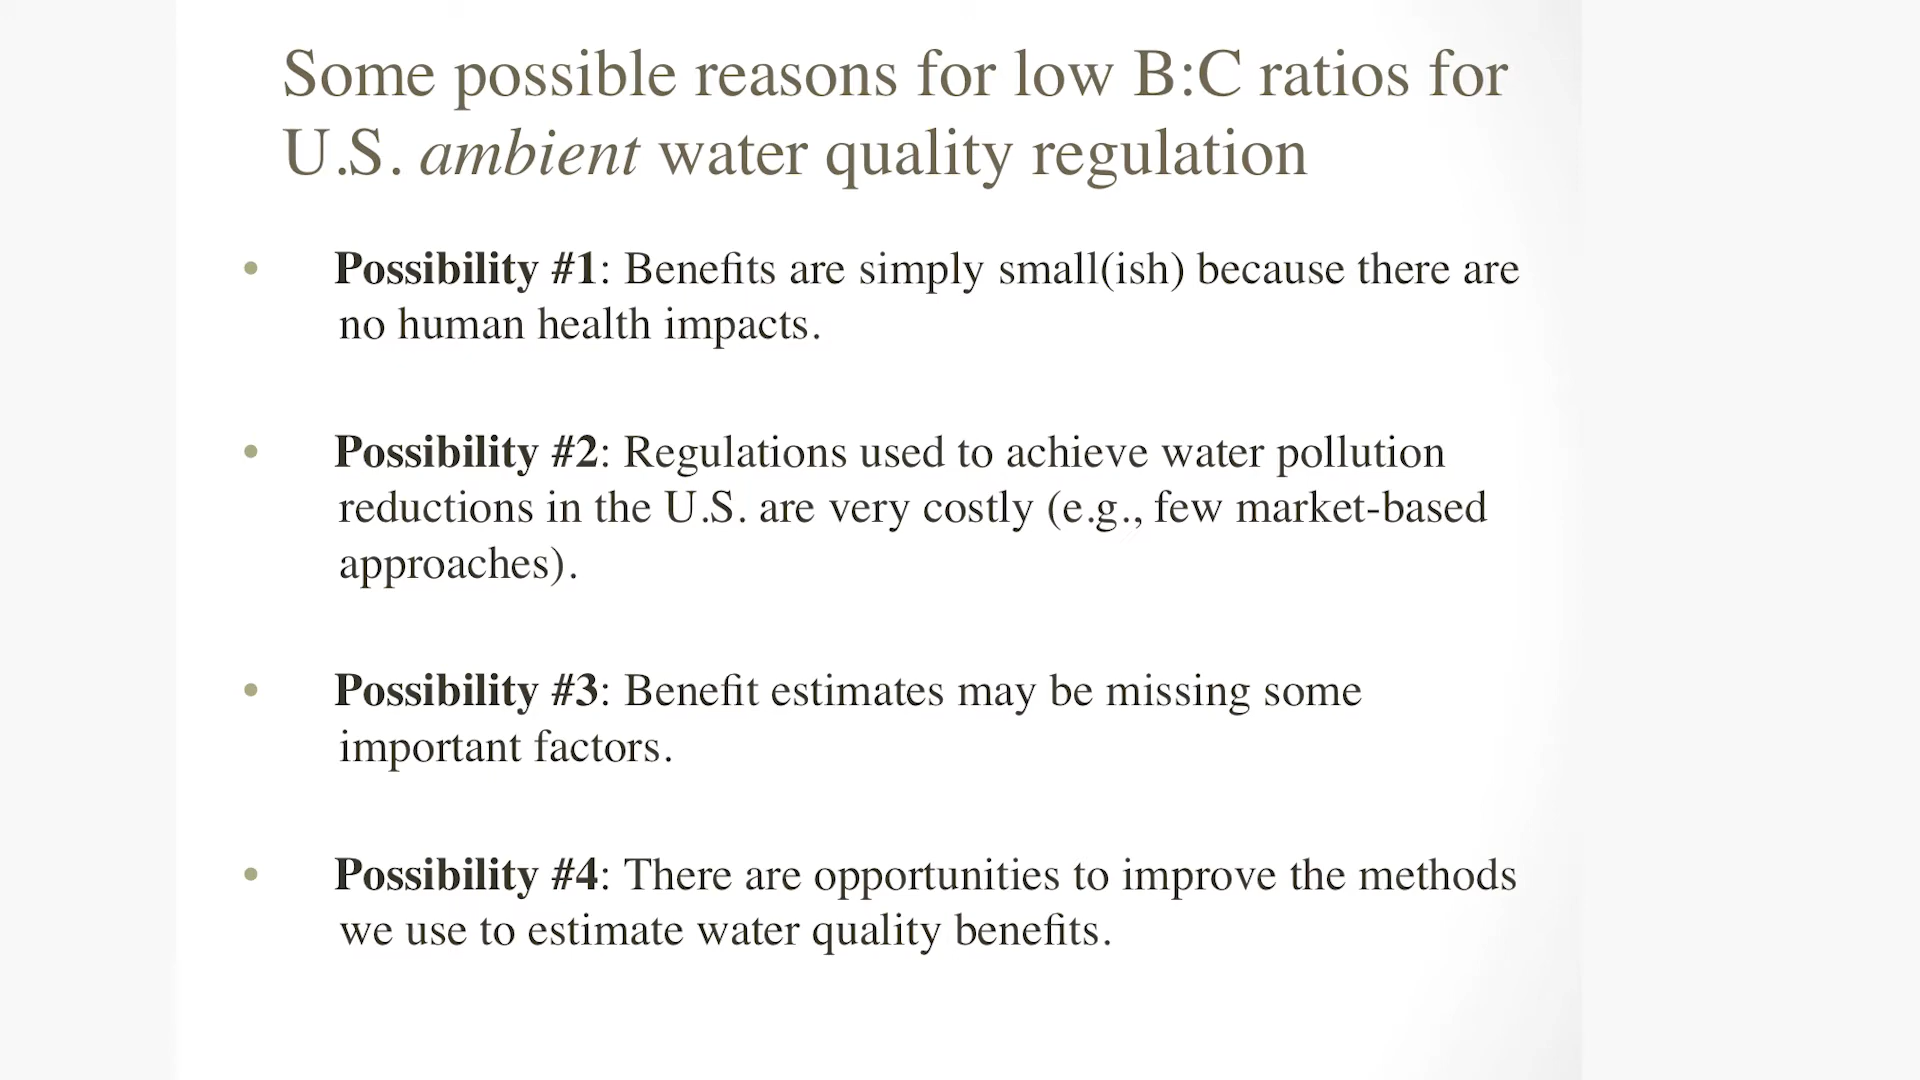 Some possible reasons for low B:C ratios for
U.S. ambient water quality regulation
• Possibility #1: Benefits are simply small(ish) because there are
no human health impacts.
• Possibility #2: Regulations used to achieve water pollution
reductions in the U.S. are very costly (e.g., few market-based
approaches).
• Possibility #3: Benefit estimates may be missing some
important factors.
• Possibility #4: There are opportunities to improve the methods
we use to estimate water quality benefits.